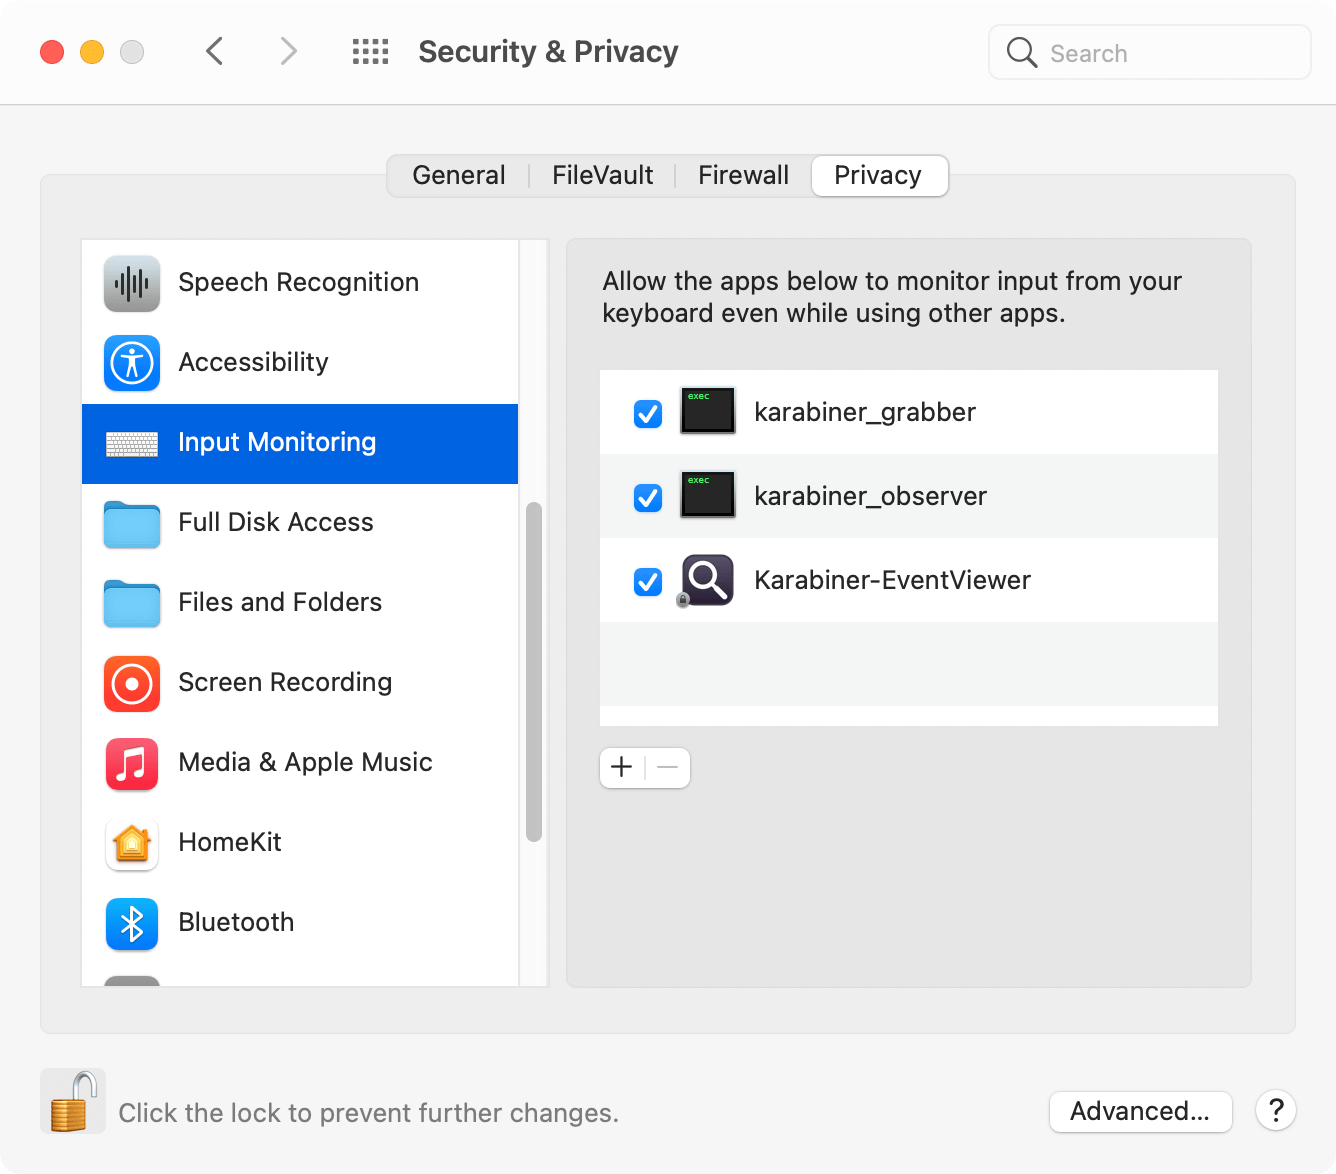 Security & Privacy
Search
General
FileVault
Firewall
Privacy
Speech Recognition
Accessibility
Input Monitoring
Full Disk Access
Files and Folders
Screen Recording
Media & Apple Music
HomeKit
Bluetooth
Allow the apps below to monitor input from your
keyboard even while using other apps.
exec
karabiner_grabber
exec
karabiner_observer
Karabiner-EventViewer
Click the lock to prevent further changes.
Advanced...
?